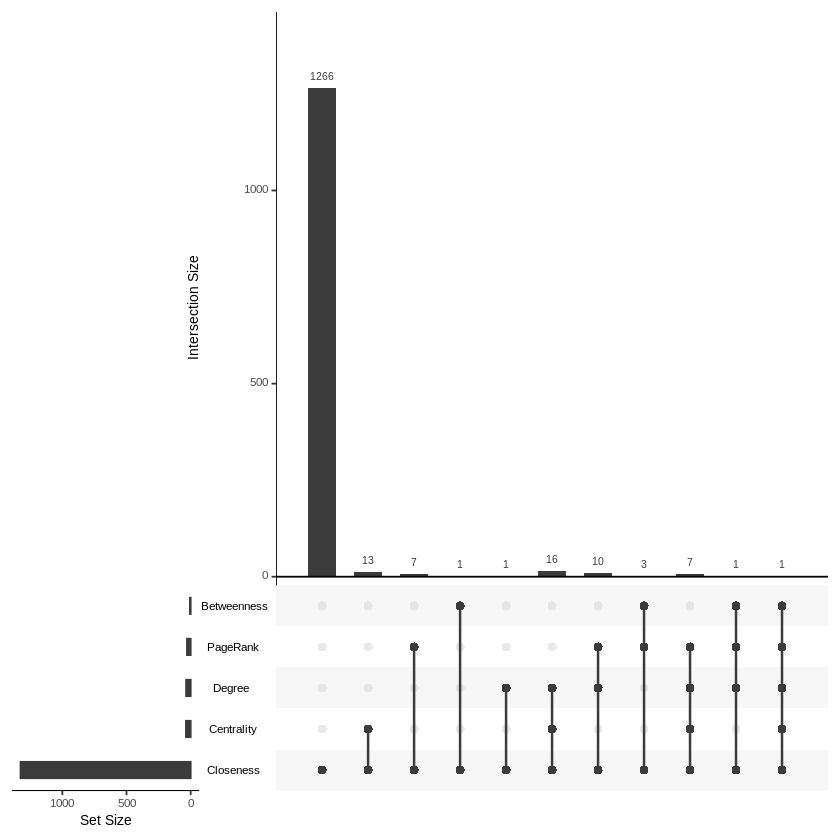 1266
1000
Intersection Size
500
13
7
1
1
16
10
3
7
1
1
0
Betweenness
PageRank
Degree
Centrality
Closeness
1000
500
0
Set Size